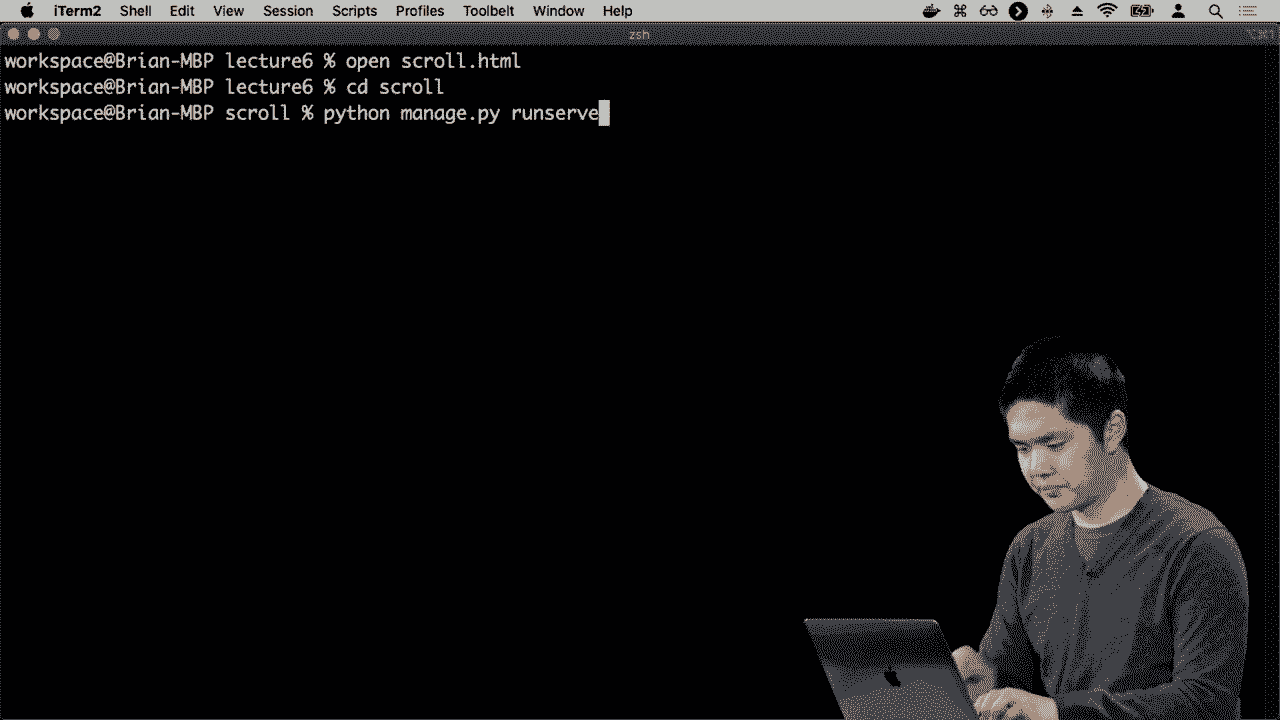 iTerm2 Shell Edit View Session Scripts Profiles Toolbelt Window Help
zsh
workspace@Brian-MBP lecture6 % open scroll.html
workspace@Brian-MBP lecture6 % cd scroll
workspace@Brian-MBP scroll % python manage.py runserve